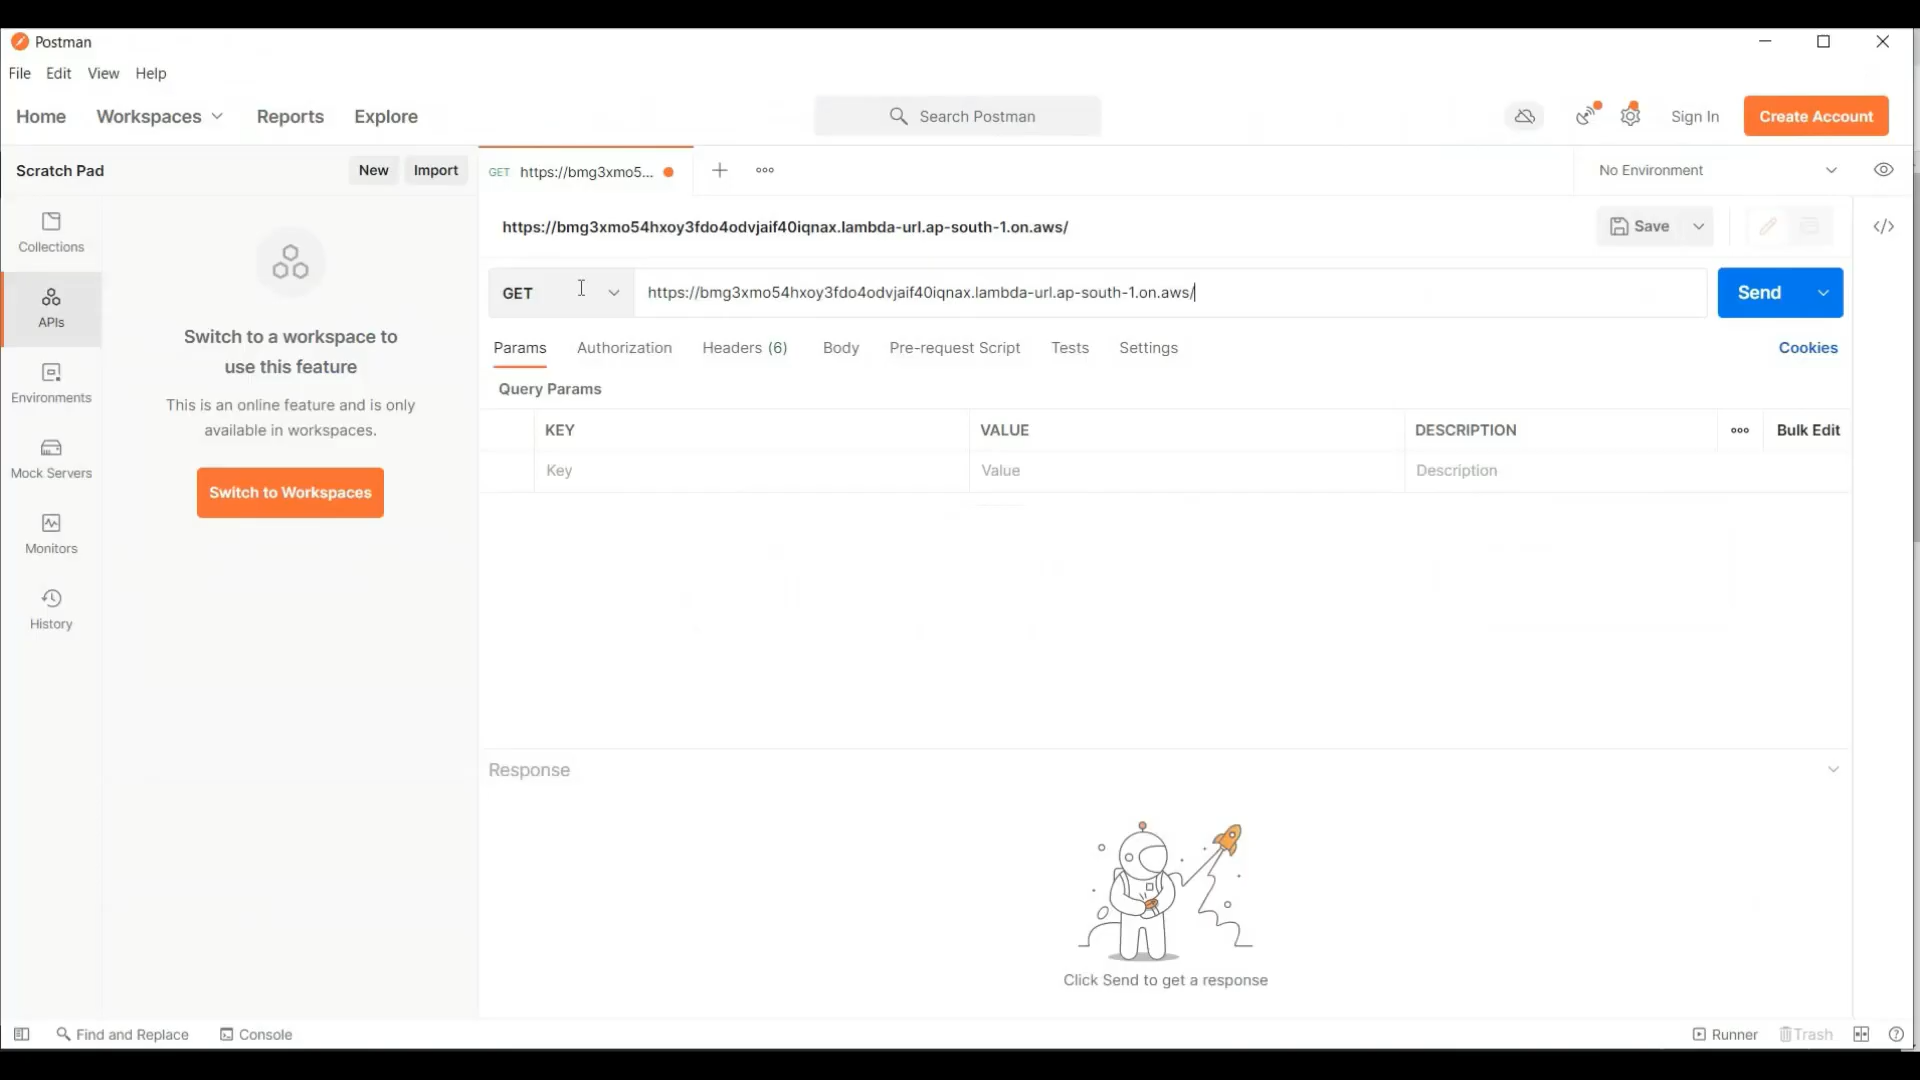 Postman
File Edit View Help
Home Workspaces Reports Explore Search Postman Sign In Create Account
Scratch Pad New Import GET https://bmg3xmo5... No Environment
https://bmg3xmo54hxoy3fdo4odvjaif40iqnax.lambda-url.ap-south-1.on.aws/ Save </>
Collections
GET https://bmg3xmo54hxoy3fdo4odvjaif40iqnax.lambda-url.ap-south-1.on.aws/ Send
APIs
Switch to a workspace to
use this feature
Params Authorization Headers (6) Body Pre-request Script Tests Settings Cookies
Query Params
Environments
This is an online feature and is only
available in workspaces.
KEY VALUE DESCRIPTION Bulk Edit
Mock Servers
Key Value Description
Switch to Workspaces
Monitors
History
Response
Click Send to get a response
Find and Replace Console Runner Trash